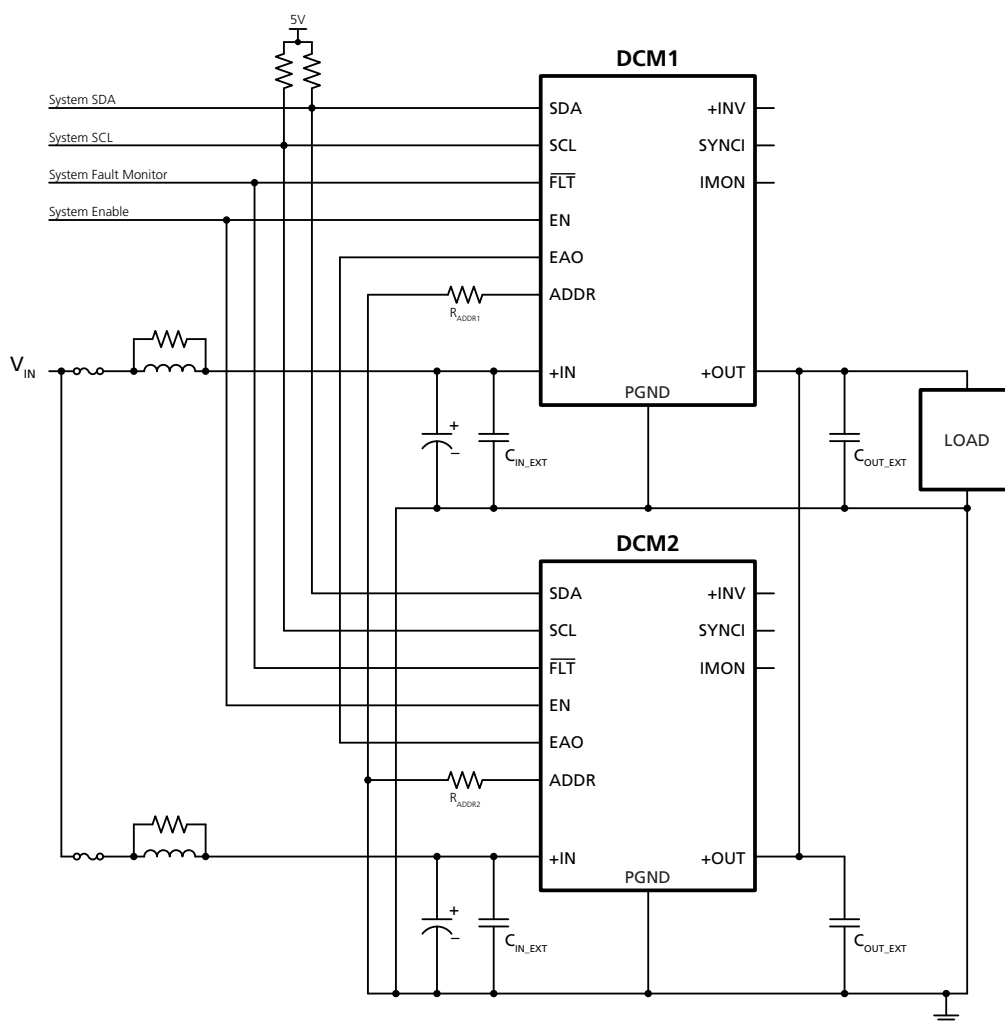 5V
DCM1
System SDA
SDA
+INV
System SCL
SCL
SYNCI
System Fault Monitor
FLT
IMON
System Enable
EN
EAO
ADDR
RADDR1
VIN
+IN
+OUT
PGND
+
−
CIN_EXT
COUT_EXT
LOAD
DCM2
SDA
+INV
SCL
SYNCI
FLT
IMON
EN
EAO
ADDR
RADDR2
+IN
+OUT
PGND
+
−
CIN_EXT
COUT_EXT